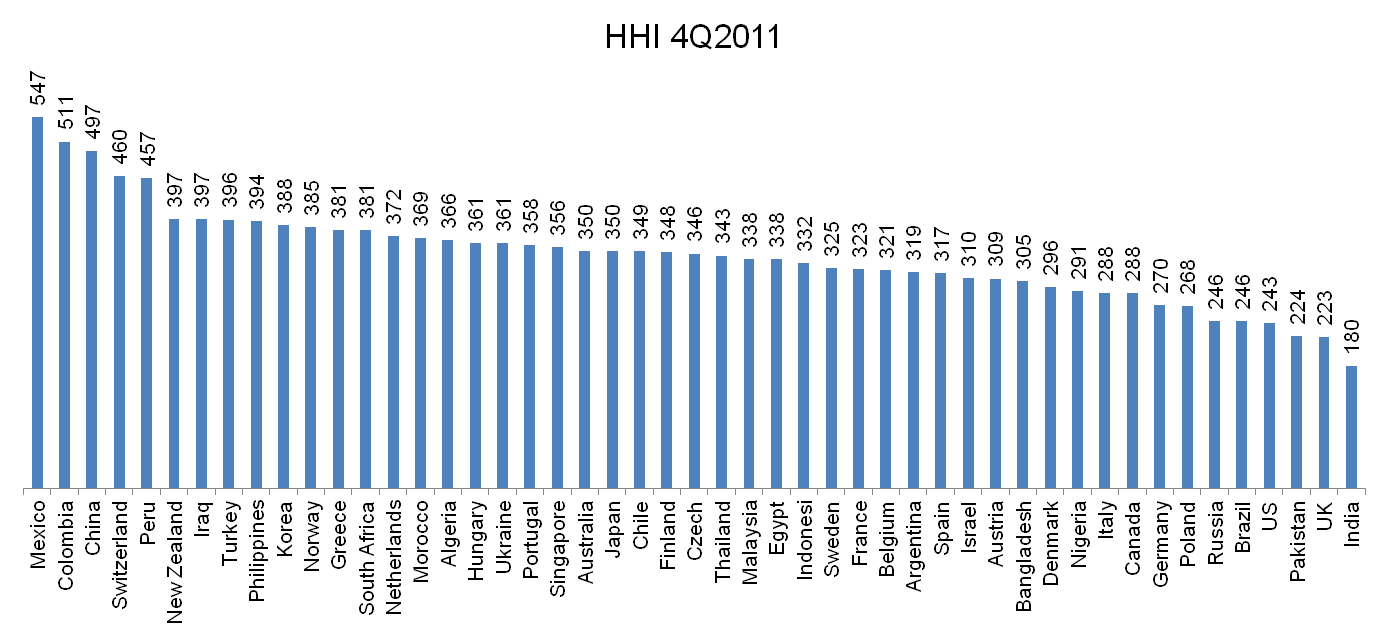 HHI 4Q2011
547
511
497
460
457
397
397
396
394
388
385
381
381
372
369
366
361
361
358
356
350
350
349
348
346
343
338
338
332
325
323
321
319
317
310
309
305
296
291
288
288
270
268
246
246
243
224
223
180
Mexico
Colombia
China
Switzerland
Peru
New Zealand
Iraq
Turkey
Philippines
Korea
Norway
Greece
South Africa
Netherlands
Morocco
Algeria
Hungary
Ukraine
Portugal
Singapore
Australia
Japan
Chile
Finland
Czech
Thailand
Malaysia
Egypt
Indonesi
Sweden
France
Belgium
Argentina
Spain
Israel
Austria
Bangladesh
Denmark
Nigeria
Italy
Canada
Germany
Poland
Russia
Brazil
US
Pakistan
UK
India